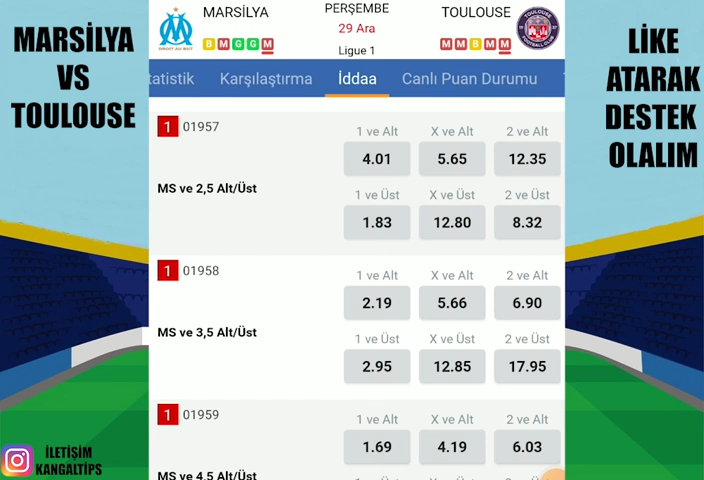 MARSİLYA
VS
TOULOUSE
MARSİLYA
B M G G M
PERŞEMBE
29 Ara
Ligue 1
TOULOUSE
M M B M M
LİKE
ATARAK
DESTEK
OLALIM
tatistik Karşılaştırma İddaa Canlı Puan Durumu
1 01957
MS ve 2,5 Alt/Üst
1 ve Alt X ve Alt 2 ve Alt
4.01 5.65 12.35
1 ve Üst X ve Üst 2 ve Üst
1.83 12.80 8.32
1 01958
MS ve 3,5 Alt/Üst
1 ve Alt X ve Alt 2 ve Alt
2.19 5.66 6.90
1 ve Üst X ve Üst 2 ve Üst
2.95 12.85 17.95
1 01959
MS ve 4,5 Alt/Üst
1 ve Alt X ve Alt 2 ve Alt
1.69 4.19 6.03
İLETİŞİM
KANGALTİPS